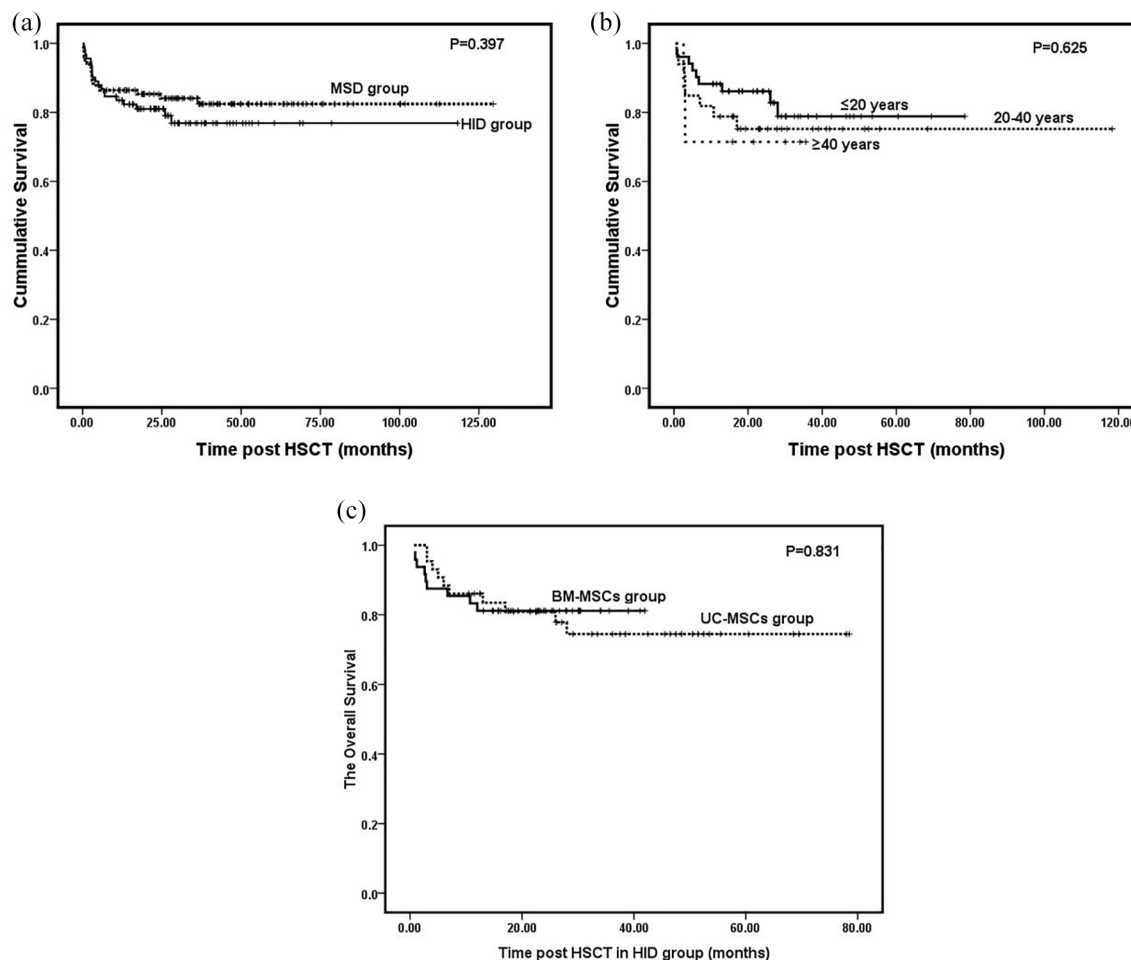 (a)
P=0.397
MSD group
HID group
1.0
0.8
0.6
0.4
0.2
0.0
Cummulative Survival
0.00 25.00 50.00 75.00 100.00 125.00
Time post HSCT (months)
(b)
P=0.625
≤20 years
20-40 years
≥40 years
1.0
0.8
0.6
0.4
0.2
0.0
Cummulative Survival
0.00 20.00 40.00 60.00 80.00 100.00 120.00
Time post HSCT (months)
(c)
P=0.831
BM-MSCs group
UC-MSCs group
1.0
0.8
0.6
0.4
0.2
0.0
The Overall Survival
0.00 20.00 40.00 60.00 80.00
Time post HSCT in HID group (months)